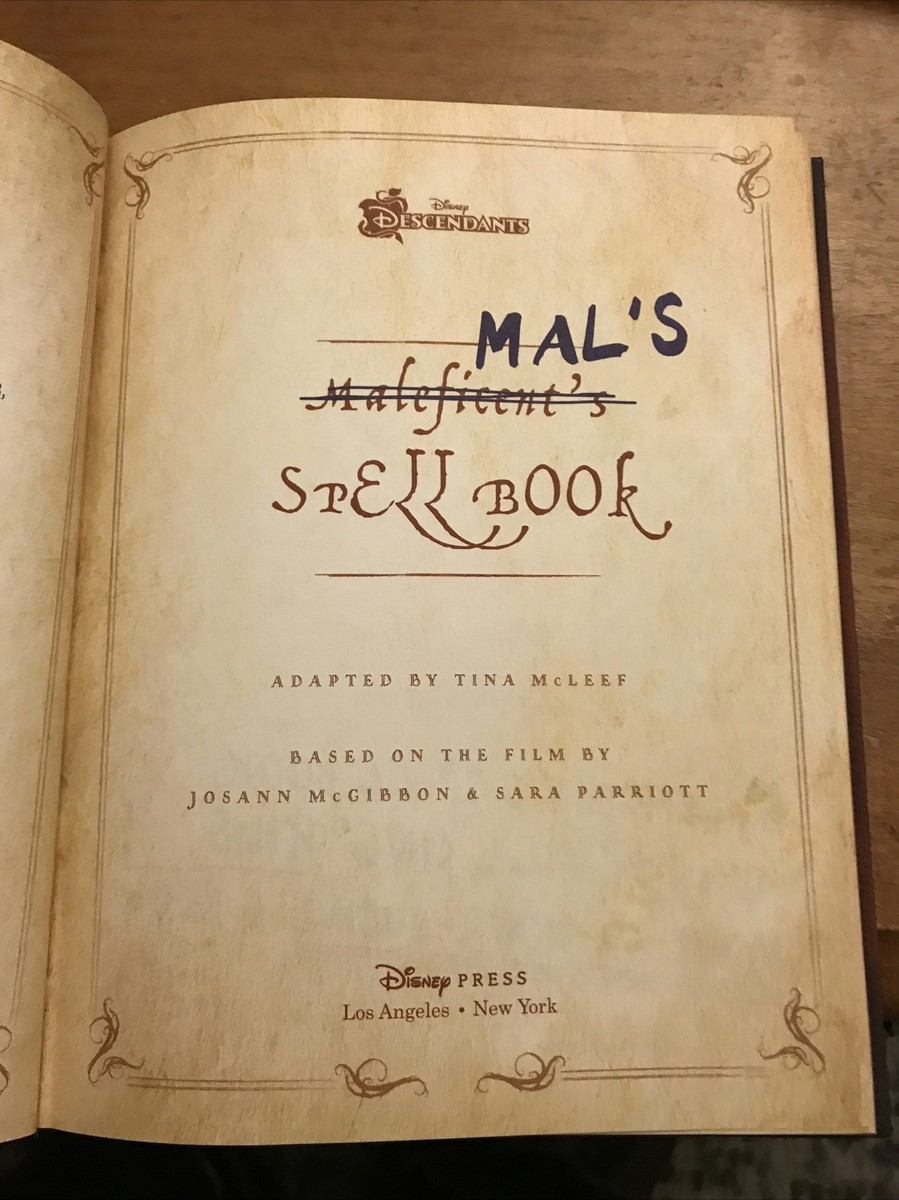 Disney
DESCENDANTS
MAL'S
Maleficent's
SPELL BOOK
ADAPTED BY TINA McLEEF
BASED ON THE FILM BY
JOSANN McGIBBON & SARA PARRIOTT
Disney PRESS
Los Angeles • New York